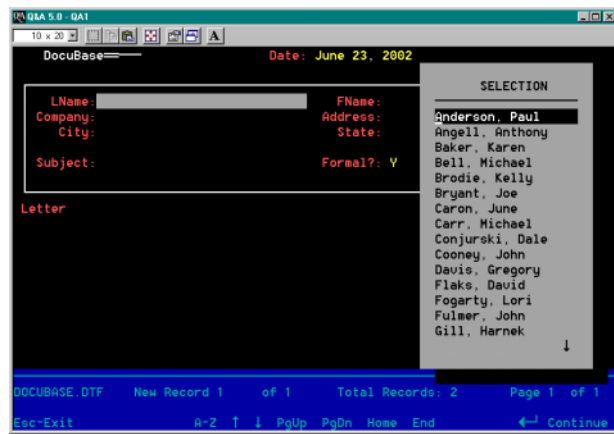 Q&A 5.0 - QA1
10 x 20
A
DocuBase
Date: June 23, 2002
SELECTION
LName:
FName:
Company:
Address:
City:
State:
Subject:
Formal?: Y
Letter
Anderson, Paul
Angell, Anthony
Baker, Karen
Bell, Michael
Brodie, Kelly
Bryant, Joe
Caron, June
Carr, Michael
Conjurski, Dale
Cooney, John
Davis, Gregory
Flaks, David
Fogarty, Lori
Fulmer, John
Gill, Harnek
↓
DOCUBASE.DTF New Record 1 of 1 Total Records: 2 Page 1 of 1
Esc-Exit A-Z ↑ ↓ PgUp PgDn Home End ↵ Continue